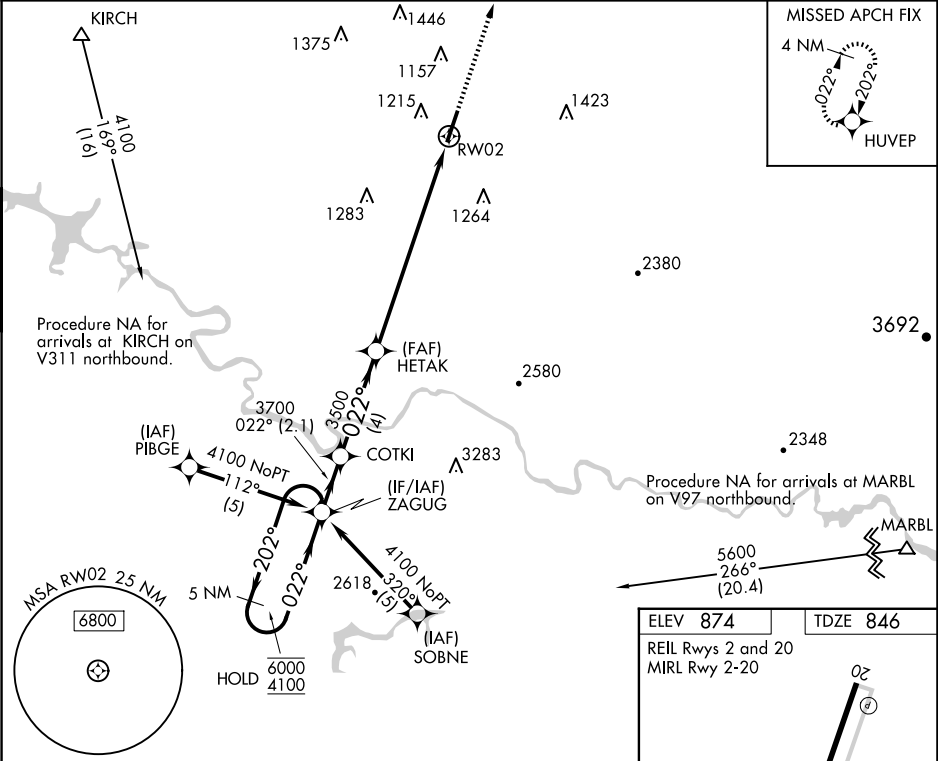 KIRCH
1446
1375
1157
MISSED APCH FIX
4 NM
022°
202°
HUVEP
4100
169°
(16)
1215
1423
RW02
1283
1264
2380
Procedure NA for
arrivals at KIRCH on
V311 northbound.
3692
(FAF)
HETAK
2580
3700
022° (2.1)
3500
022°
(4)
(IAF)
PIBGE
4100 NoPT
112°
(5)
COTKI
3283
2348
(IF/IAF)
ZAGUG
Procedure NA for arrivals at MARBL
on V97 northbound.
MARBL
5600
266°
(20.4)
202°
022°
5 NM
4100 NoPT
320°
(5)
2618
(IAF)
SOBNE
HOLD
6000
4100
MSA RW02 25 NM
6800
ELEV 874
TDZE 846
REIL Rwys 2 and 20
MIRL Rwy 2-20
20
P